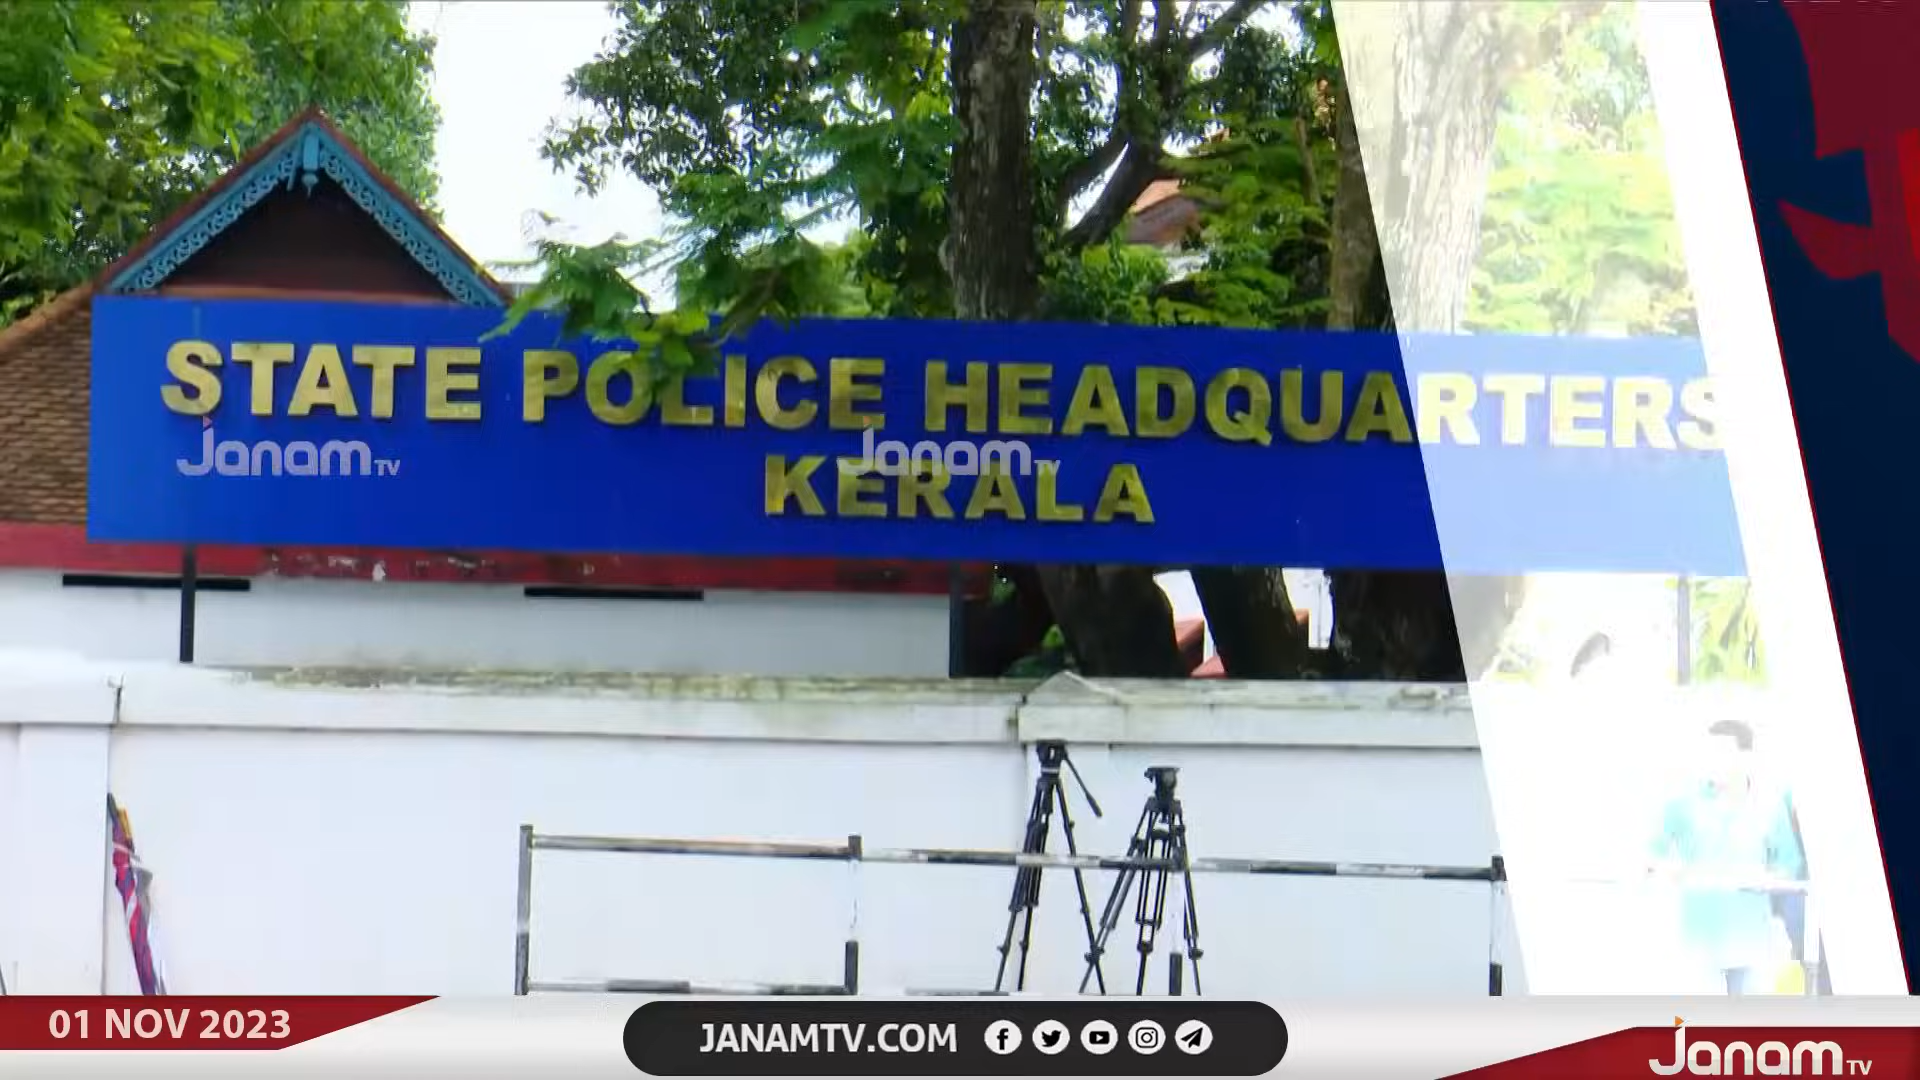 STATE POLICE HEADQUARTERS
Janam TV
Janam TV
KERALA
01 NOV 2023
JANAMTV.COM
Janam TV